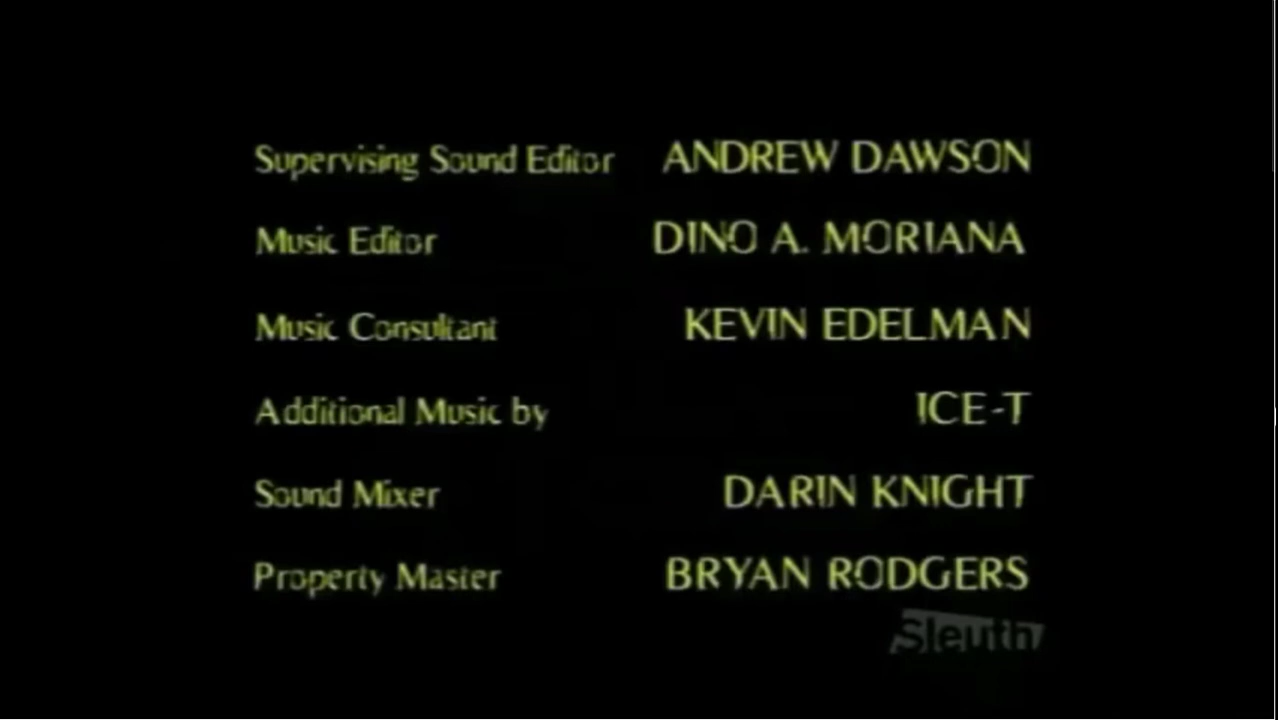 Supervising Sound Editor ANDREW DAWSON
Music Editor DINO A. MORIANA
Music Consultant KEVIN EDELMAN
Additional Music by ICE-T
Sound Mixer DARIN KNIGHT
Property Master BRYAN RODGERS
Sleuth